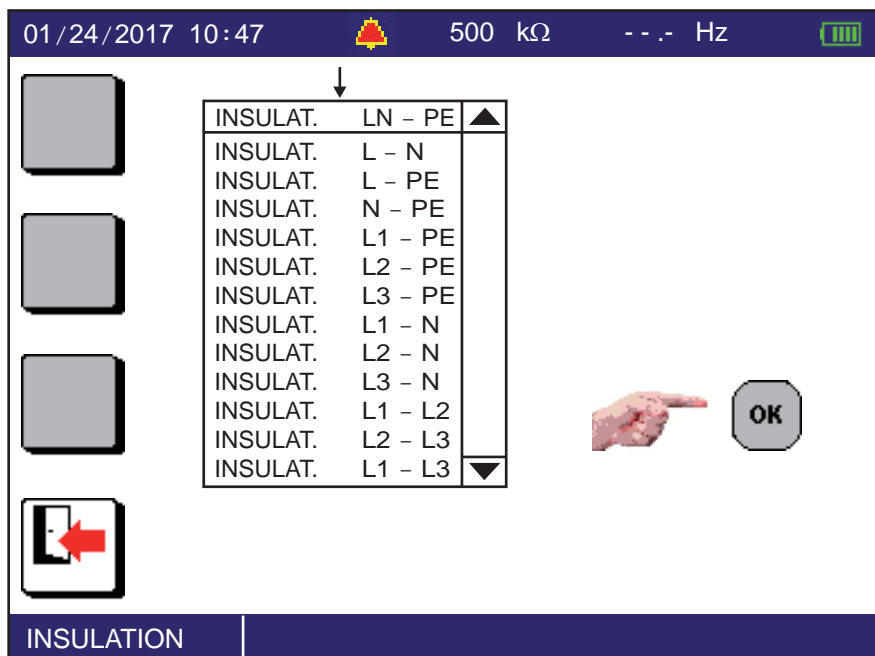 01/24/2017 10:47 500 kΩ - - .- Hz
INSULAT. LN – PE
INSULAT. L – N
INSULAT. L – PE
INSULAT. N – PE
INSULAT. L1 – PE
INSULAT. L2 – PE
INSULAT. L3 – PE
INSULAT. L1 – N
INSULAT. L2 – N
INSULAT. L3 – N
INSULAT. L1 – L2
INSULAT. L2 – L3
INSULAT. L1 – L3
OK
INSULATION